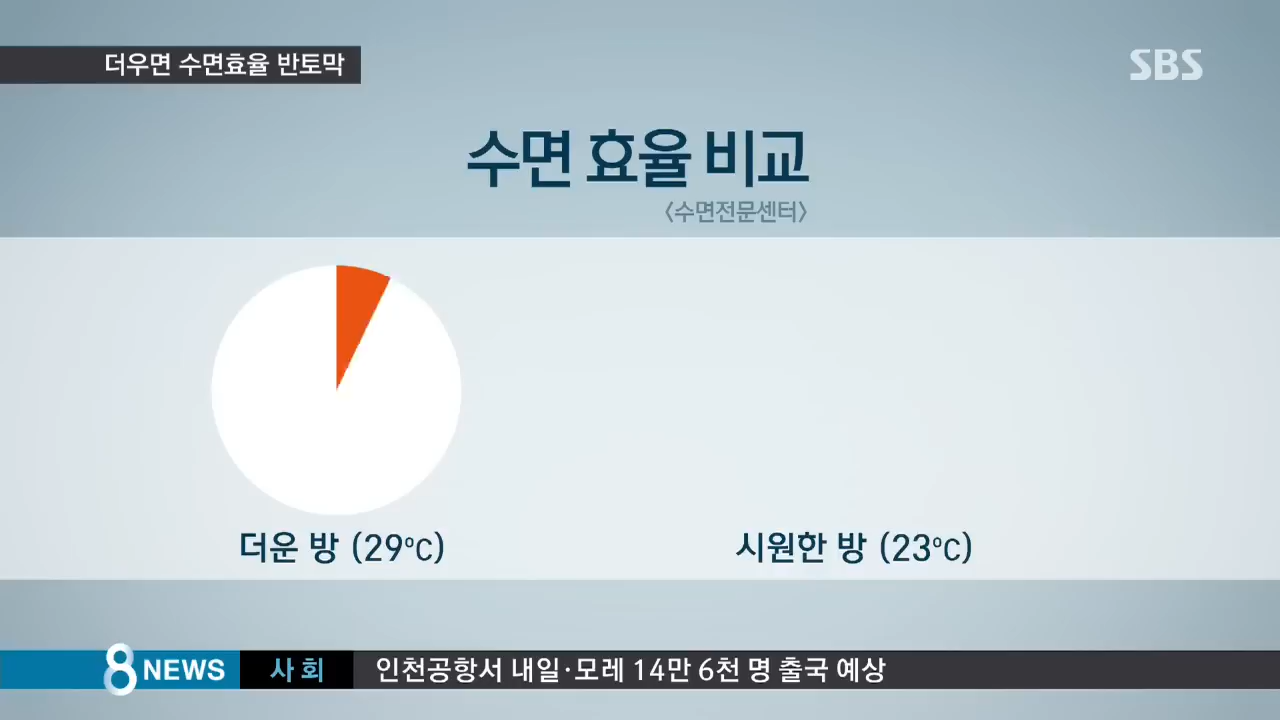 더우면 수면효율 반토막
SBS
수면 효율 비교
〈수면전문센터〉
더운 방 (29℃)
시원한 방 (23℃)
8 NEWS
사회
인천공항서 내일·모레 14만 6천 명 출국 예상